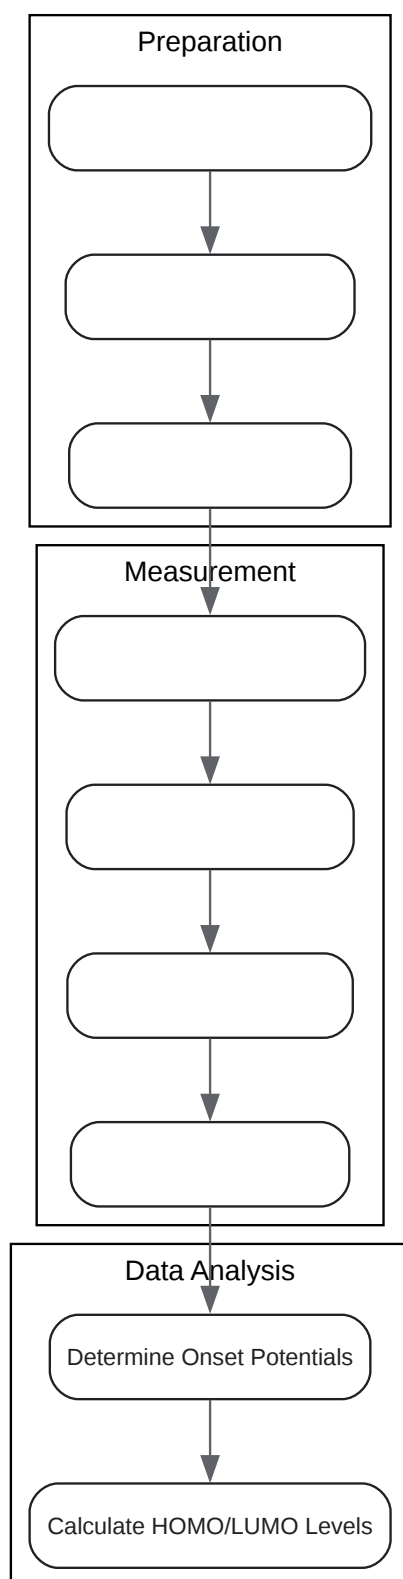 Preparation
Measurement
Data Analysis
Determine Onset Potentials
Calculate HOMO/LUMO Levels